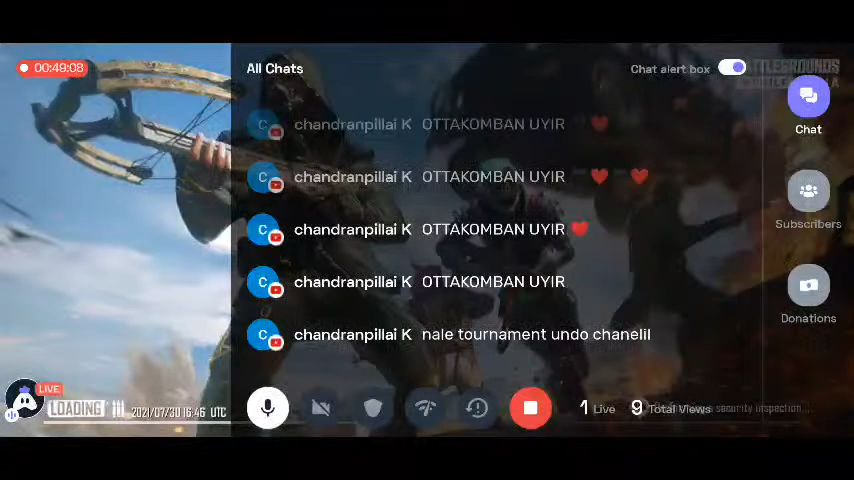 00:49:08
All Chats
Chat alert box
chandranpillai K OTTAKOMBAN UYIR ❤️
chandranpillai K OTTAKOMBAN UYIR ❤️ ❤️
chandranpillai K OTTAKOMBAN UYIR ❤️
chandranpillai K OTTAKOMBAN UYIR
chandranpillai K nale tournament undo chanelil
Chat
Subscribers
Donations
LIVE
LOADING
2021/07/30 16:46 UTC
1 Live 9 Total Views
a security inspection...